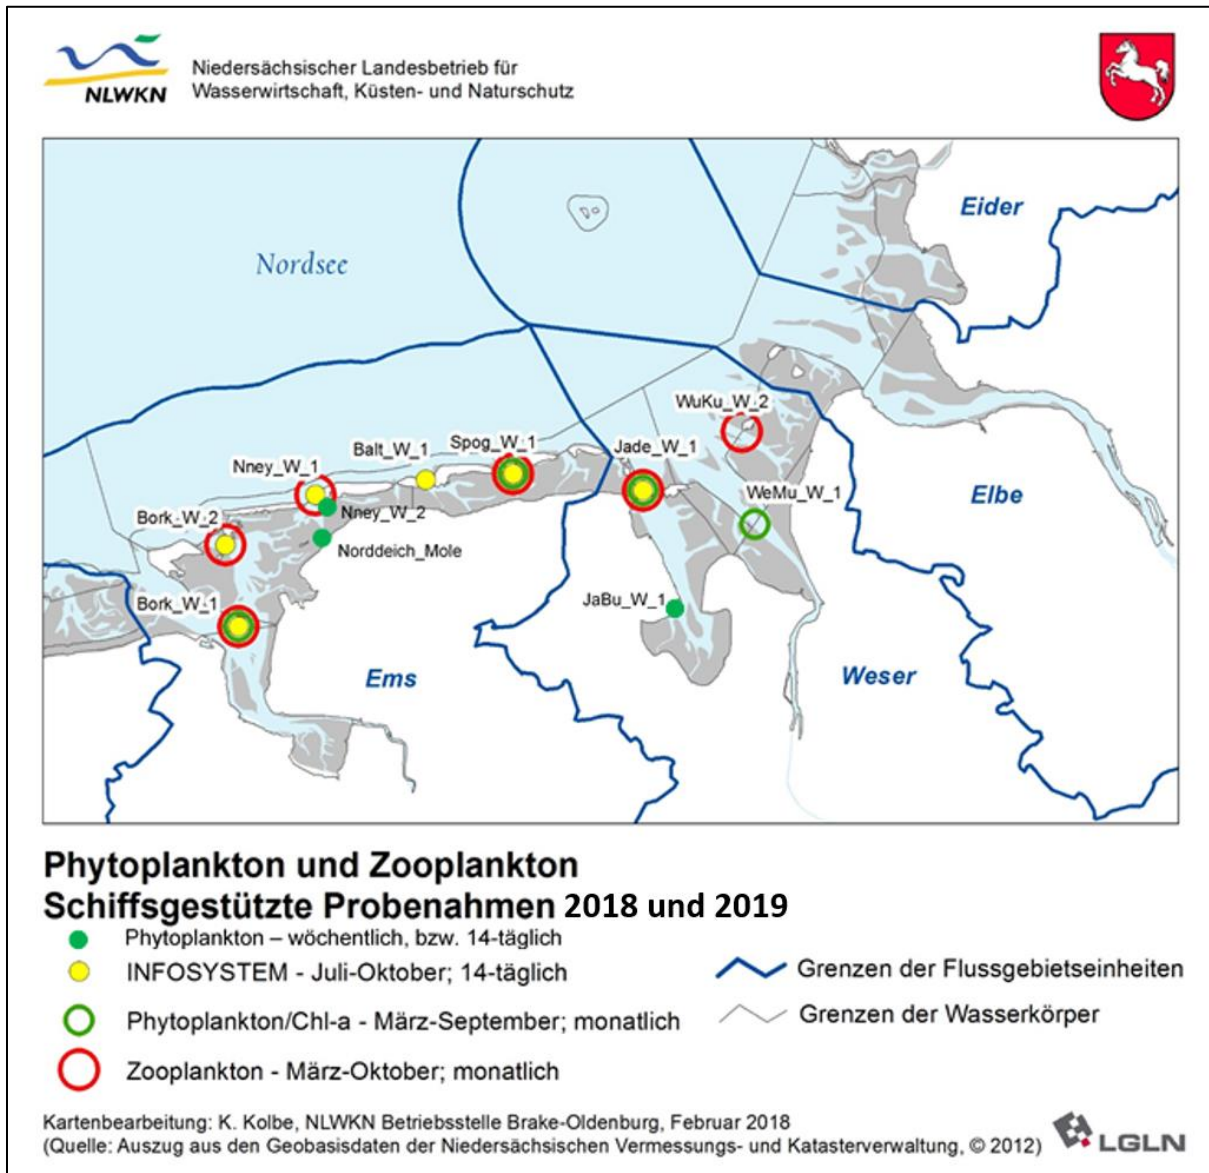 NLWKN
Niedersächsischer Landesbetrieb für
Wasserwirtschaft, Küsten- und Naturschutz
Eider
Nordsee
WuKu_W_2
Balt_W_1
Spog_W_1
Jade_W_1
Nney_W_1
WeMu_W_1
Elbe
Bork_W_2
Nney_W_2
Norddeich_Mole
Bork_W_1
JaBu_W_1
Ems
Weser
Phytoplankton und Zooplankton
Schiffsgestützte Probenahmen 2018 und 2019
Phytoplankton – wöchentlich, bzw. 14-täglich
INFOSYSTEM - Juli-Oktober; 14-täglich
Phytoplankton/Chl-a - März-September; monatlich
Zooplankton - März-Oktober; monatlich
Grenzen der Flussgebietseinheiten
Grenzen der Wasserkörper
Kartenbearbeitung: K. Kolbe, NLWKN Betriebsstelle Brake-Oldenburg, Februar 2018
(Quelle: Auszug aus den Geobasisdaten der Niedersächsischen Vermessungs- und Katasterverwaltung, © 2012)
LGLN